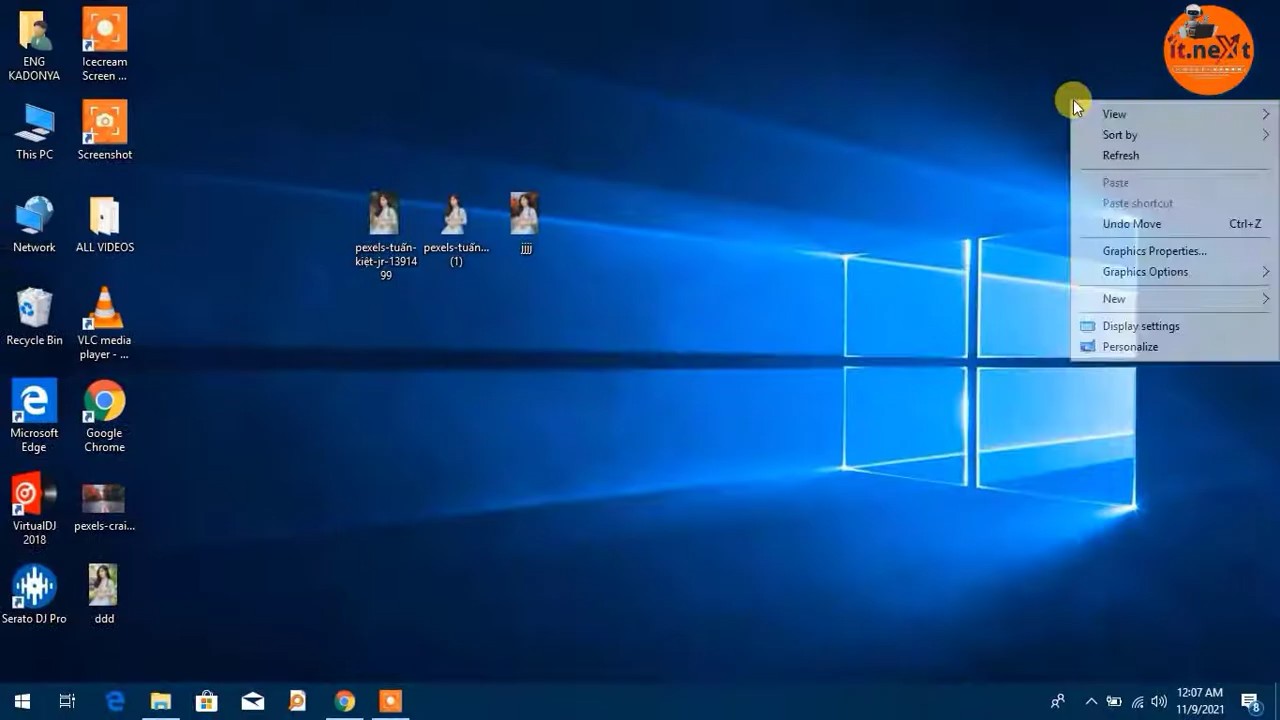 ENG
KADONYA
Icecream
Screen ...
This PC
Screenshot
Network
ALL VIDEOS
Recycle Bin
VLC media
player - ...
Microsoft
Edge
Google
Chrome
VirtualDJ
2018
pexels-crai...
Serato DJ Pro
ddd
pexels-tuấn-
kiệt-jr-13914
99
pexels-tuấn...
(1)
jjjj
it.neXt
View
Sort by
Refresh
Paste
Paste shortcut
Undo Move Ctrl+Z
Graphics Properties...
Graphics Options
New
Display settings
Personalize
12:07 AM
11/9/2021
8